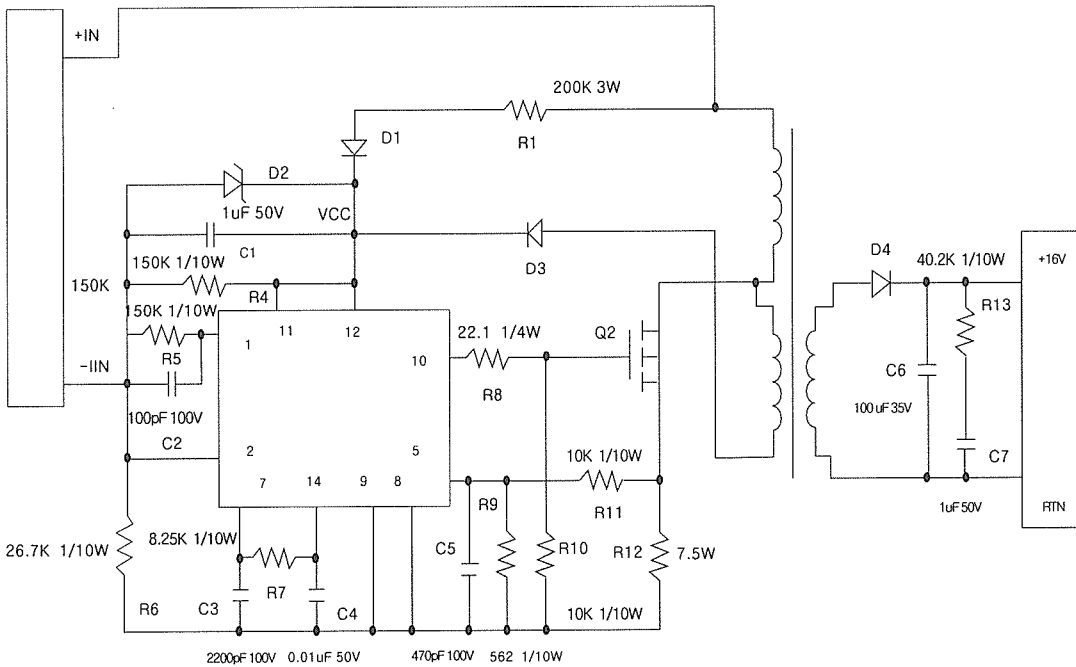 +IN
200K 3W
R1
D1
D2
1uF 50V
VCC
C1
D3
150K 1/10W
150K
R4
150K 1/10W
R5
11
12
1
10
22.1 1/4W
R8
Q2
D4
40.2K 1/10W
+16V
R13
C6
100uF 35V
-IIN
100pF 100V
C2
2
5
7
14
9
8
10K 1/10W
R11
C7
1uF 50V
RTN
26.7K 1/10W
8.25K 1/10W
R7
R9
C5
R10
R12
7.5W
R6
C3
C4
10K 1/10W
2200pF 100V
0.01uF 50V
470pF 100V
562 1/10W